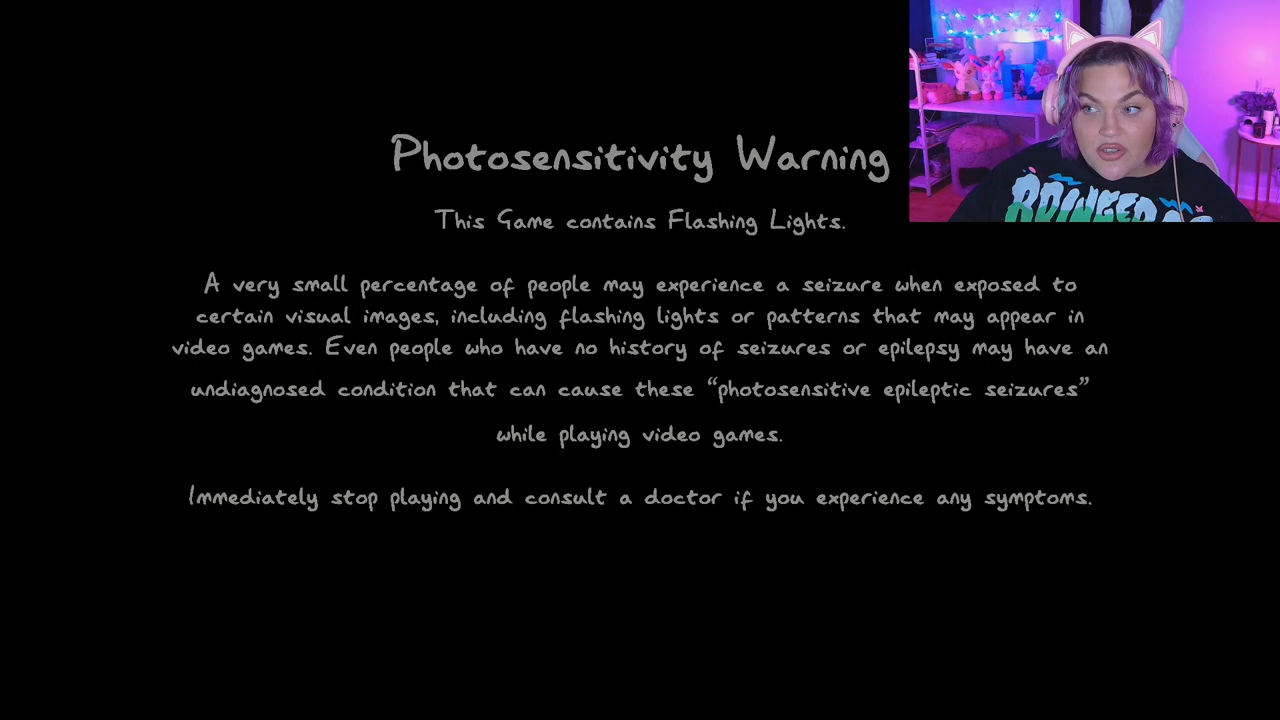 Photosensitivity Warning
This Game contains Flashing Lights.
A very small percentage of people may experience a seizure when exposed to
certain visual images, including flashing lights or patterns that may appear in
video games. Even people who have no history of seizures or epilepsy may have an
undiagnosed condition that can cause these “photosensitive epileptic seizures”
while playing video games.
Immediately stop playing and consult a doctor if you experience any symptoms.